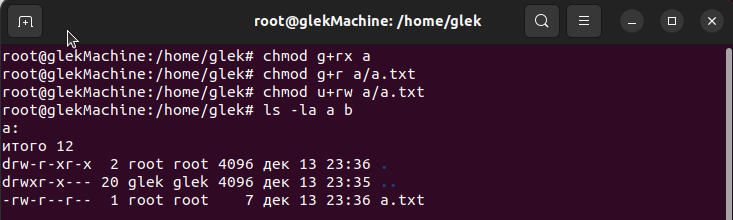 root@glekMachine: /home/glek
root@glekMachine:/home/glek# chmod g+rx a
root@glekMachine:/home/glek# chmod g+r a/a.txt
root@glekMachine:/home/glek# chmod u+rw a/a.txt
root@glekMachine:/home/glek# ls -la a b
a:
итого 12
drw-r-xr-x  2 root root 4096 дек 13 23:36 .
drwxr-x--- 20 glek glek 4096 дек 13 23:35 ..
-rw-r--r--  1 root root    7 дек 13 23:36 a.txt